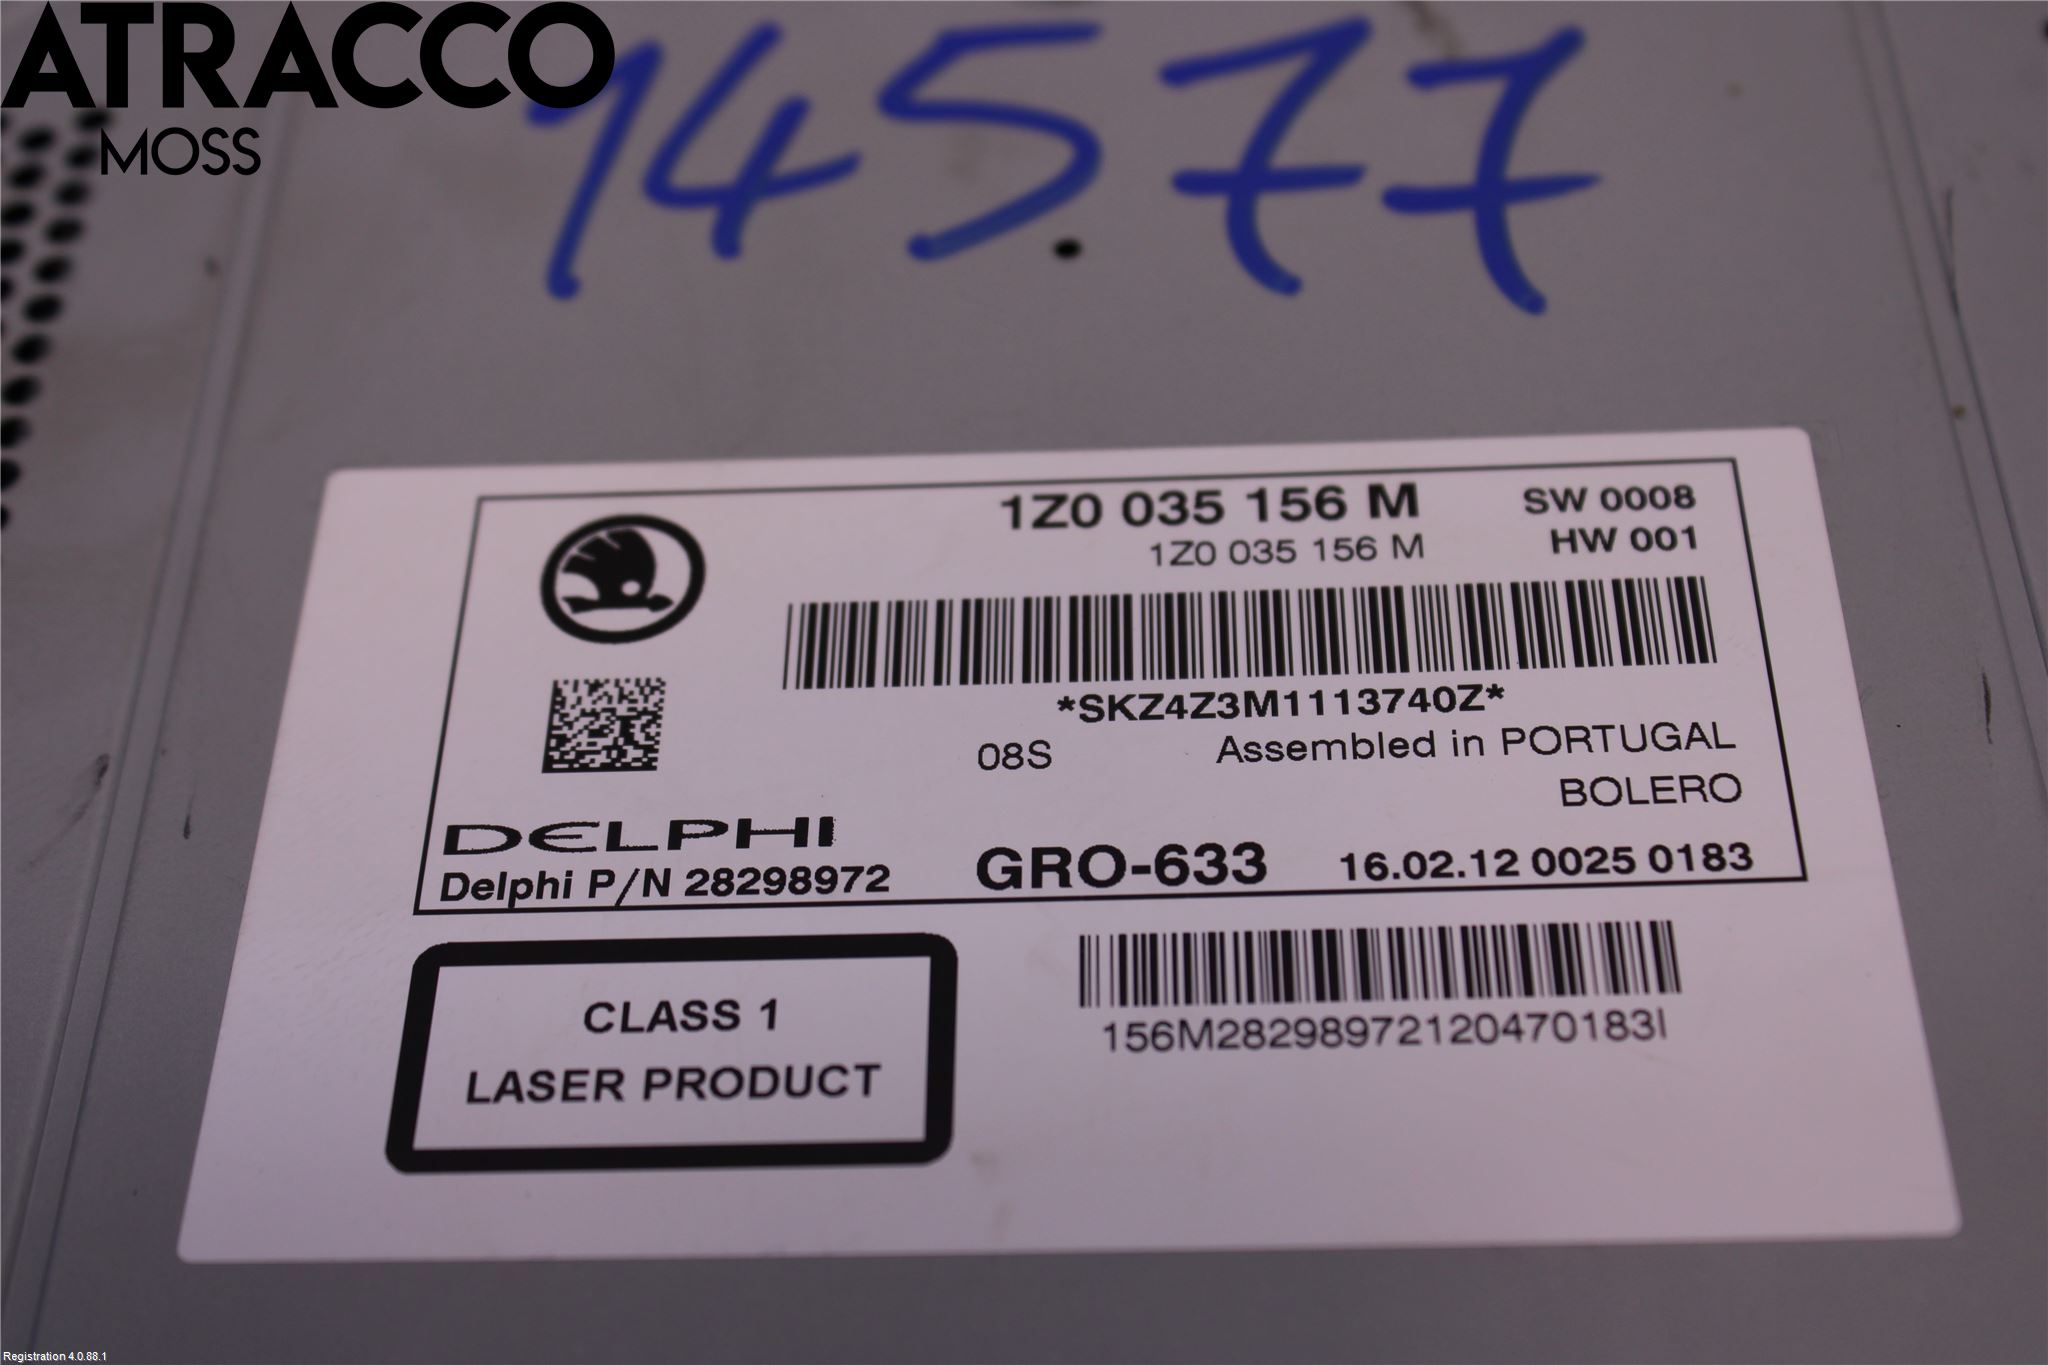 ATRACCO
MOSS
14577
1Z0 035 156 M
SW 0008
1Z0 035 156 M
HW 001
*SKZ4Z3M1113740Z*
08S
Assembled in PORTUGAL
BOLERO
DELPHI
Delphi P/N 28298972
GRO-633
16.02.12 0025 0183
CLASS 1
LASER PRODUCT
156M28298972120470183I
Registration 4.0.88.1